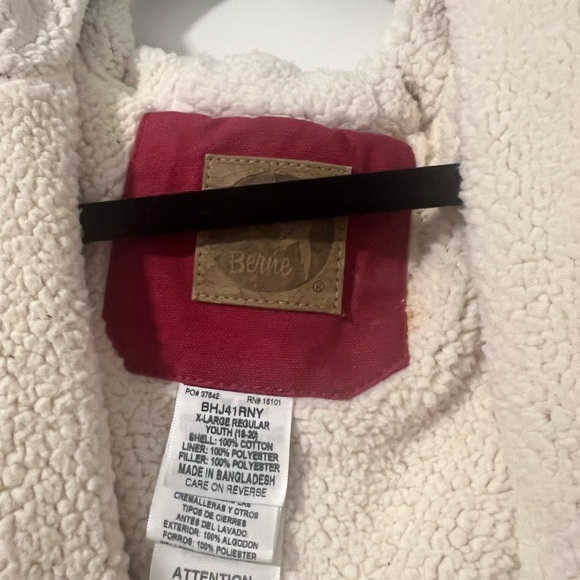 Berne
®
PO# 37642 RN# 16101
BHJ41RNY
X-LARGE REGULAR
YOUTH (18-20)
SHELL: 100% COTTON
LINER: 100% POLYESTER
FILLER: 100% POLYESTER
MADE IN BANGLADESH
CARE ON REVERSE
CREMALLERAS Y OTROS
TIPOS DE CIERRES
ANTES DEL LAVADO.
EXTERIOR: 100% ALGODON
FORROS: 100% POLIESTER
ATTENTION